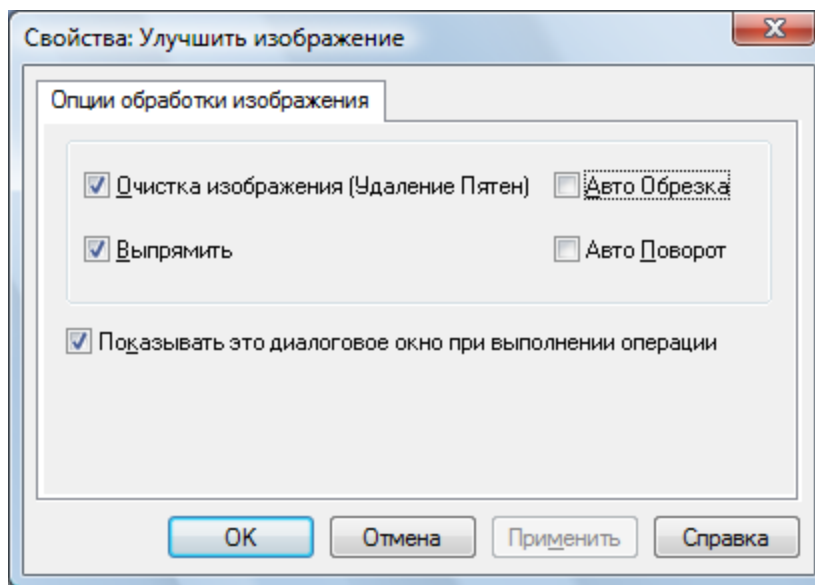 Свойства: Улучшить изображение
Опции обработки изображения
Очистка изображения (Удаление Пятен)
Авто Обрезка
Выпрямить
Авто Поворот
Показывать это диалоговое окно при выполнении операции
OK
Отмена
Применить
Справка